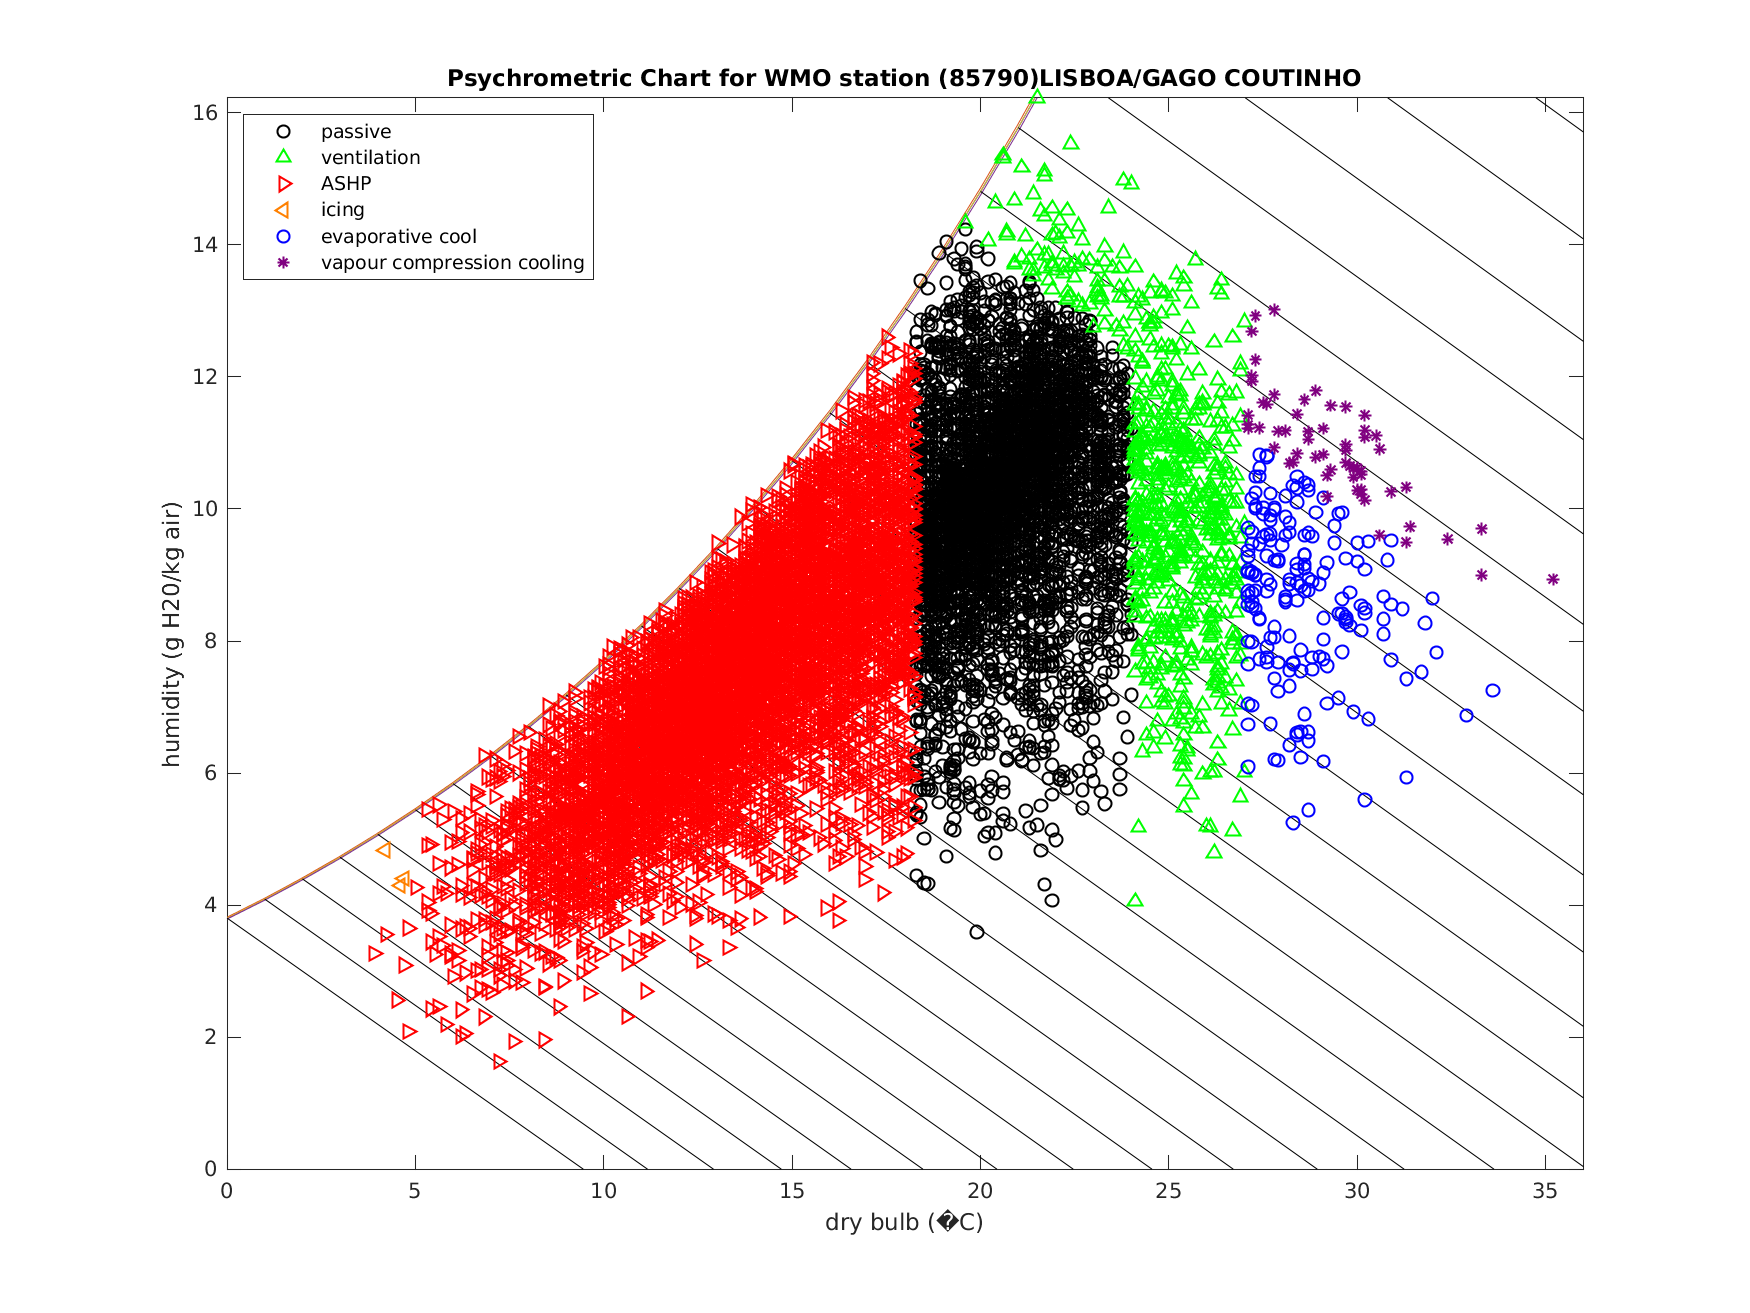 Psychrometric Chart for WMO station (85790)LISBOA/GAGO COUTINHO
passive
ventilation
ASHP
icing
evaporative cool
vapour compression cooling
humidity (g H20/kg air)
16
14
12
10
8
6
4
2
0
0 5 10 15 20 25 30 35
dry bulb (�C)